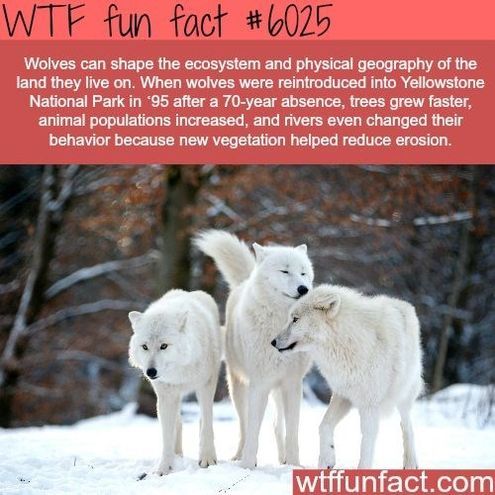 WTF fun fact #6025
Wolves can shape the ecosystem and physical geography of the
land they live on. When wolves were reintroduced into Yellowstone
National Park in ‘95 after a 70-year absence, trees grew faster,
animal populations increased, and rivers even changed their
behavior because new vegetation helped reduce erosion.
wtffunfact.com